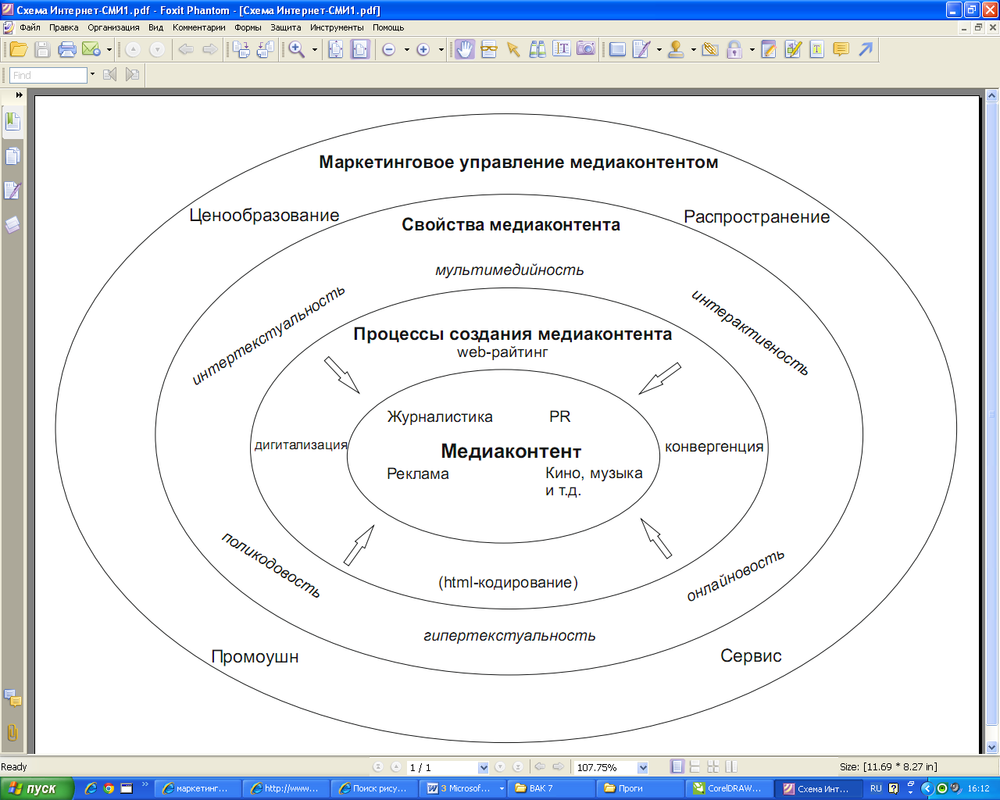 Схема Интернет-СМИ1.pdf - Foxit Phantom - [Схема Интернет-СМИ1.pdf]
Файл Правка Организация Вид Комментарии Формы Защита Инструменты Помощь
Find
Маркетинговое управление медиаконтентом
Ценообразование
Распространение
Свойства медиаконтента
мультимедийность
интертекстуальность
интерактивность
Процессы создания медиаконтента
web-райтинг
Журналистика
PR
дигитализация
Медиаконтент
конвергенция
Реклама
Кино, музыка
и т.д.
поликодовость
онлайновость
(html-кодирование)
гипертекстуальность
Промоушн
Сервис
Ready
1 / 1
107.75%
Size: [11.69 * 8.27 in]
пуск
маркетинг...
http://www...
Поиск рису...
3 Microsof...
ВАК 7
Проги
CorelDRAW...
Схема Инт...
RU
16:12